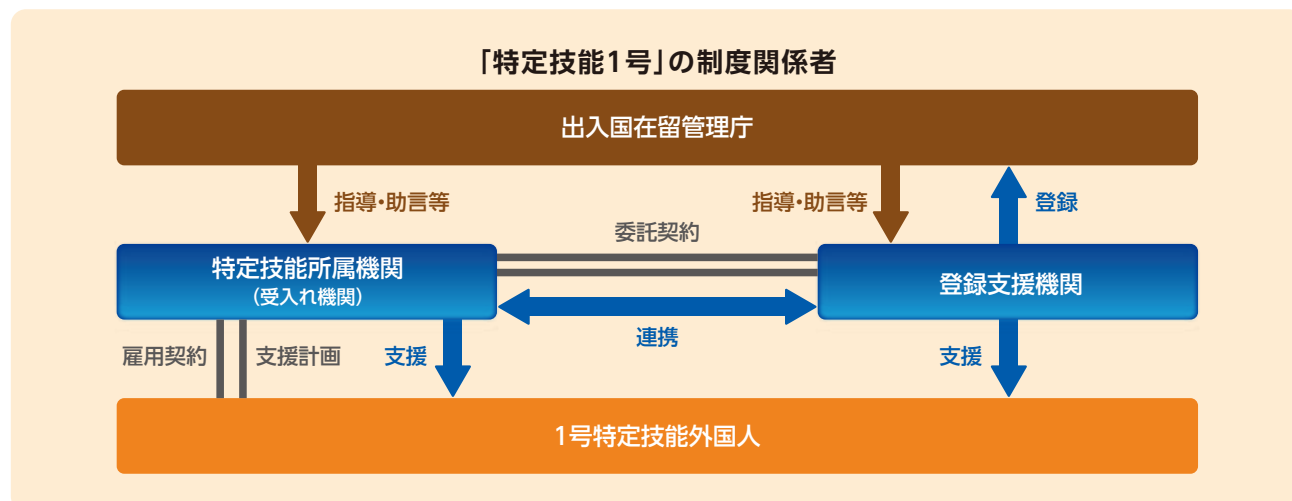 「特定技能1号」の制度関係者
出入国在留管理庁
指導・助言等
指導・助言等
登録
委託契約
特定技能所属機関
(受入れ機関)
登録支援機関
連携
雇用契約
支援計画
支援
支援
1号特定技能外国人